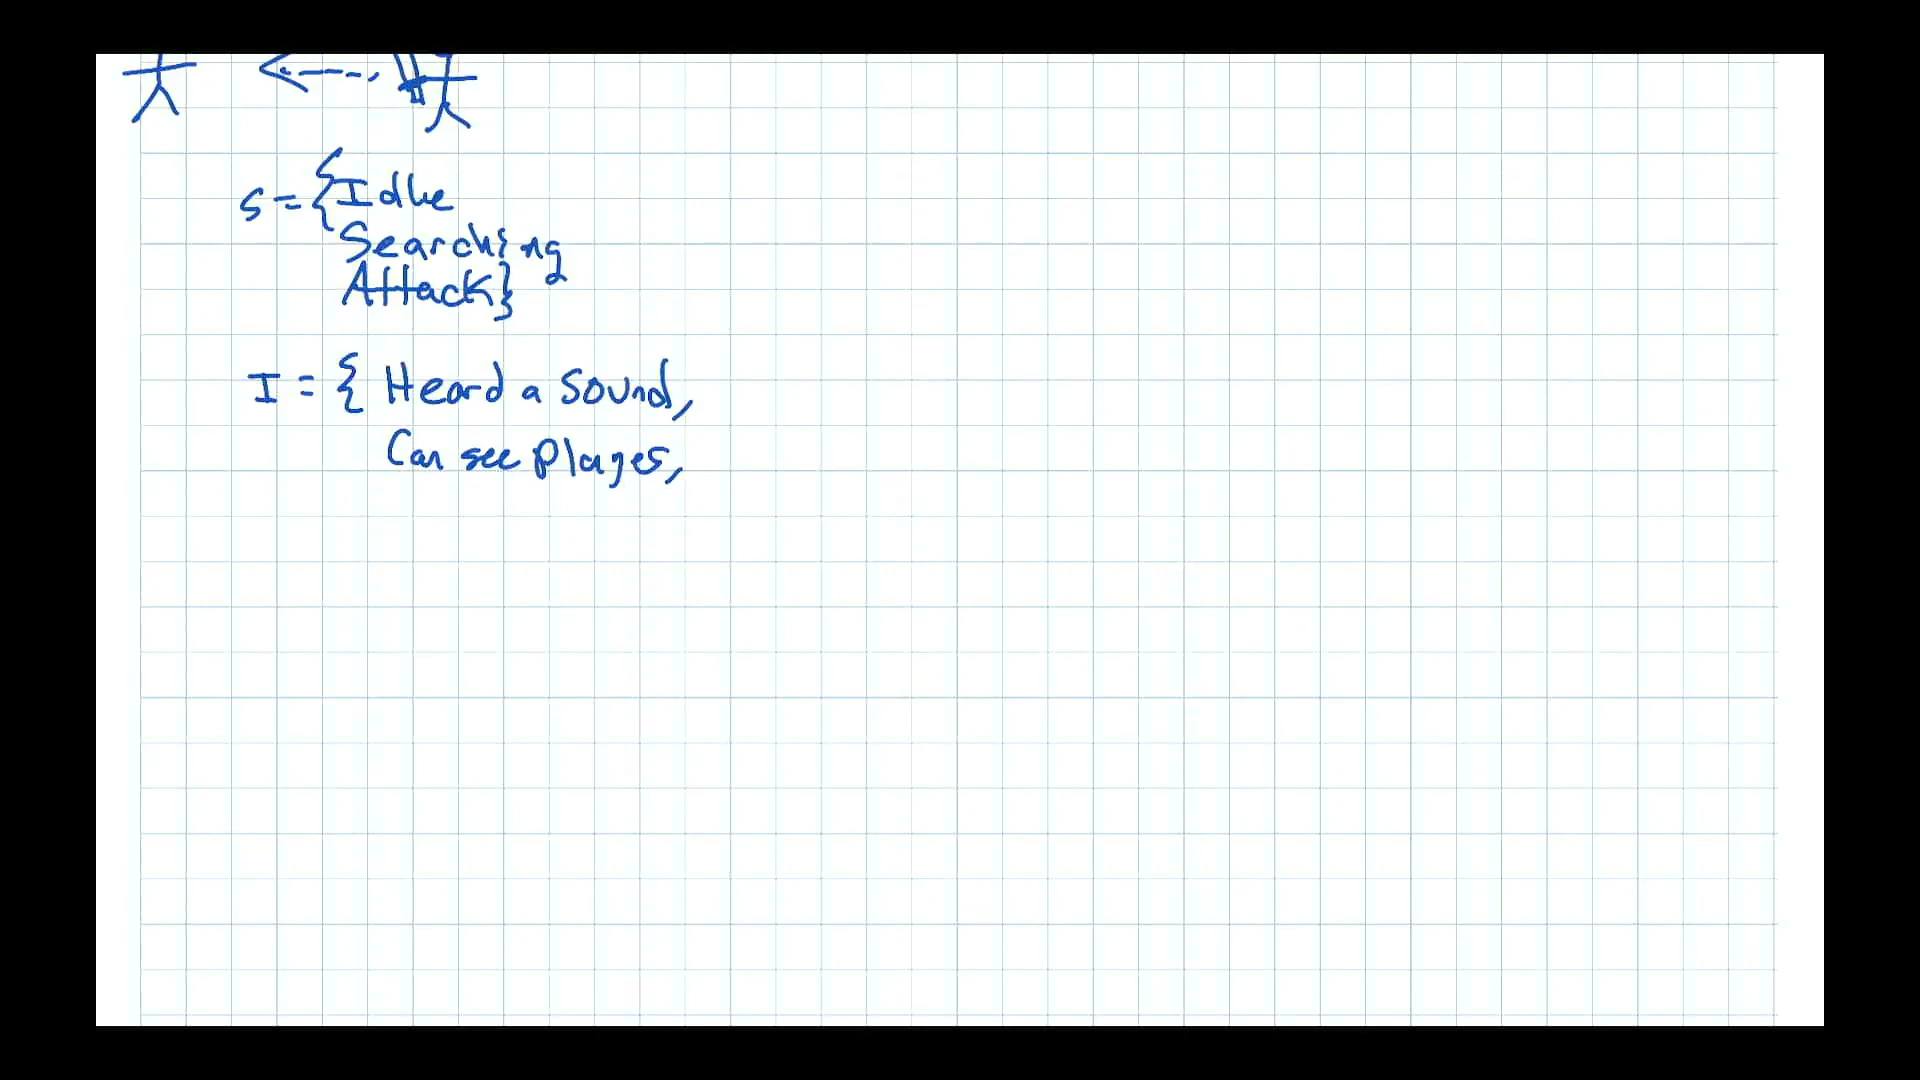 S = { Idle
Searching
Attack}
I = { Heard a sound,
Can see player,